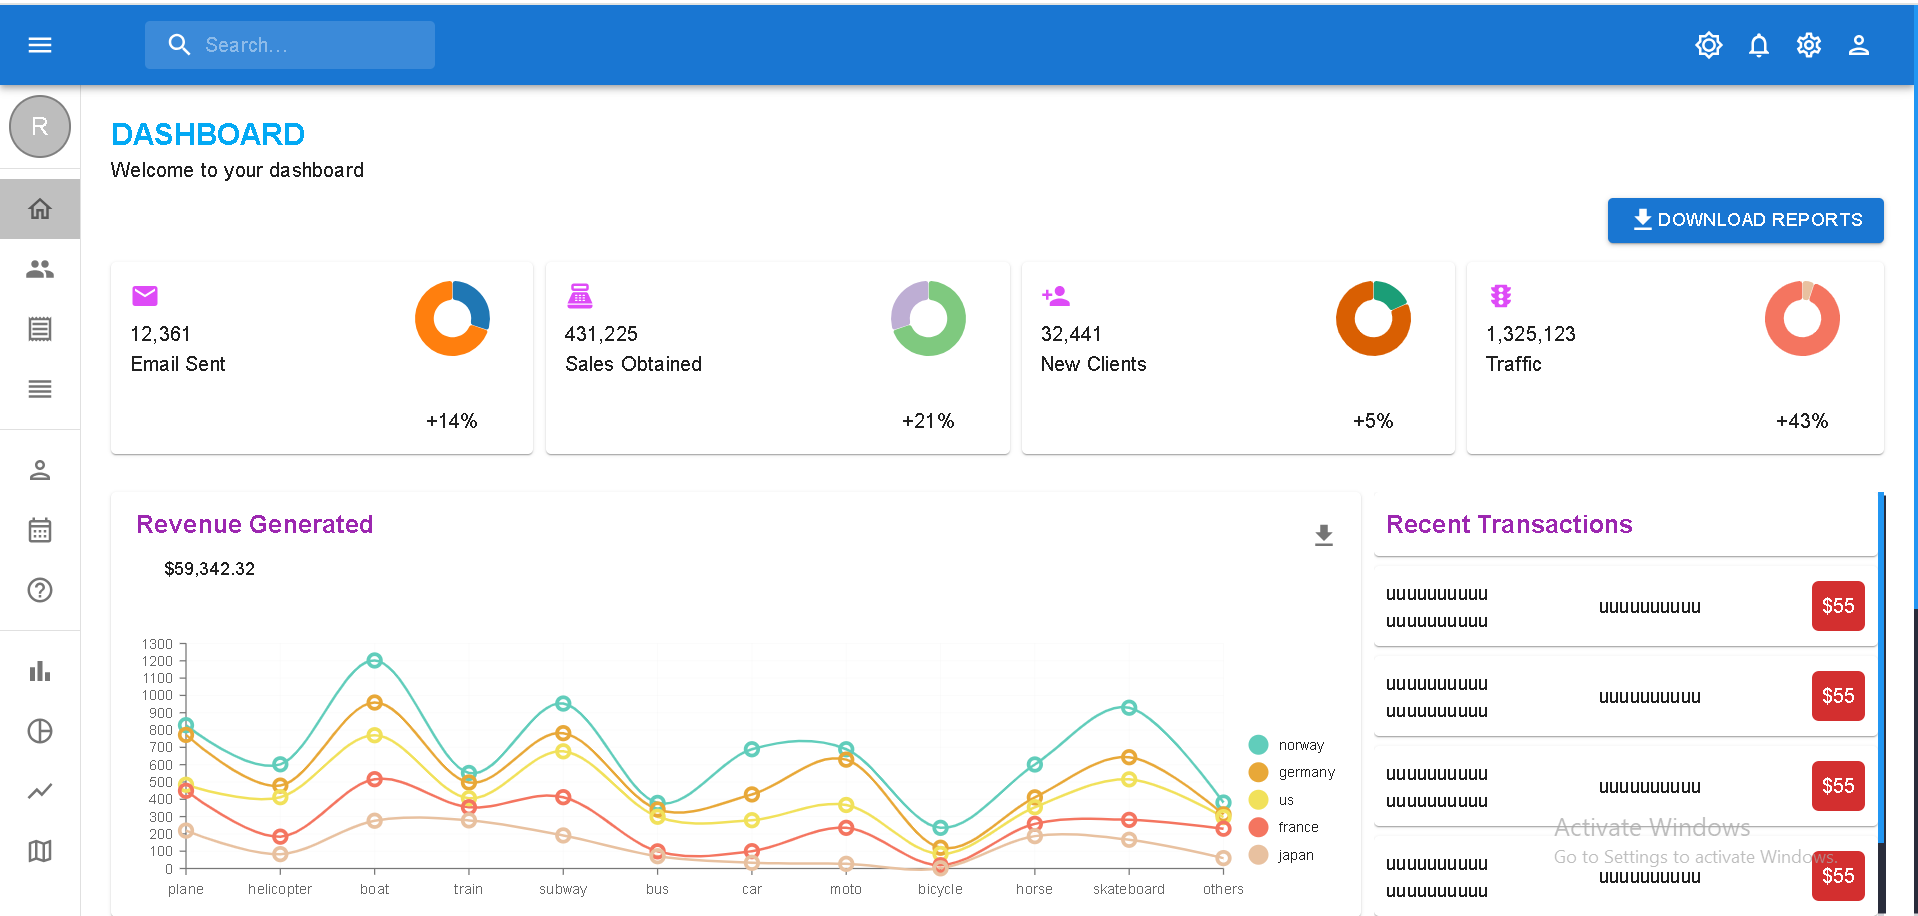 Search…
R
DASHBOARD
Welcome to your dashboard
DOWNLOAD REPORTS
12,361
Email Sent
+14%
431,225
Sales Obtained
+21%
32,441
New Clients
+5%
1,325,123
Traffic
+43%
Revenue Generated
$59,342.32
1300
1200
1100
1000
900
800
700
600
500
400
300
200
100
0
plane helicopter boat train subway bus car moto bicycle horse skateboard others
norway
germany
us
france
japan
Recent Transactions
uuuuuuuuuu
uuuuuuuuuu
uuuuuuuuuu
$55
uuuuuuuuuu
uuuuuuuuuu
uuuuuuuuuu
$55
uuuuuuuuuu
uuuuuuuuuu
uuuuuuuuuu
$55
uuuuuuuuuu
uuuuuuuuuu
uuuuuuuuuu
$55
Activate Windows
Go to Settings to activate Windows.